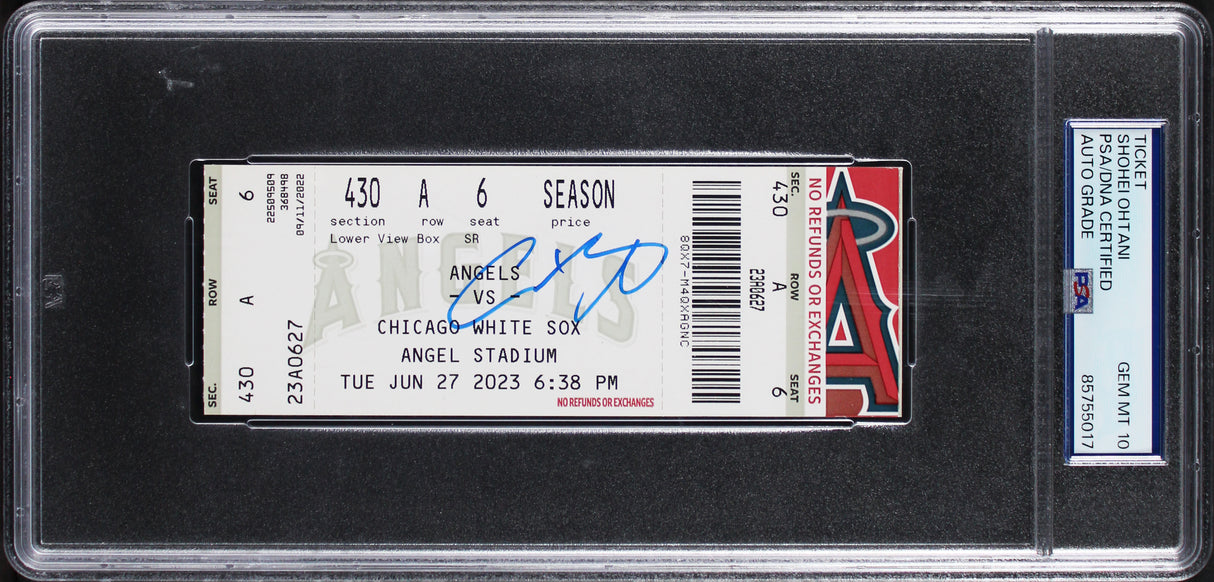 SEAT 6
22509509
36848
09/11/2022
ROW A
SEC. 430
23A0627
430 A 6 SEASON
section row seat price
Lower View Box SR
ANGELS
ANGELS
- VS -
CHICAGO WHITE SOX
ANGEL STADIUM
TUE JUN 27 2023 6:38 PM
NO REFUNDS OR EXCHANGES
8QX7-M4QXRGNC
23A0627
SEC. 430
ROW A
SEAT 6
NO REFUNDS OR EXCHANGES
A
TICKET
SHOHEI OHTANI
PSA/DNA CERTIFIED
AUTO GRADE
PSA
GEM MT 10
85755017